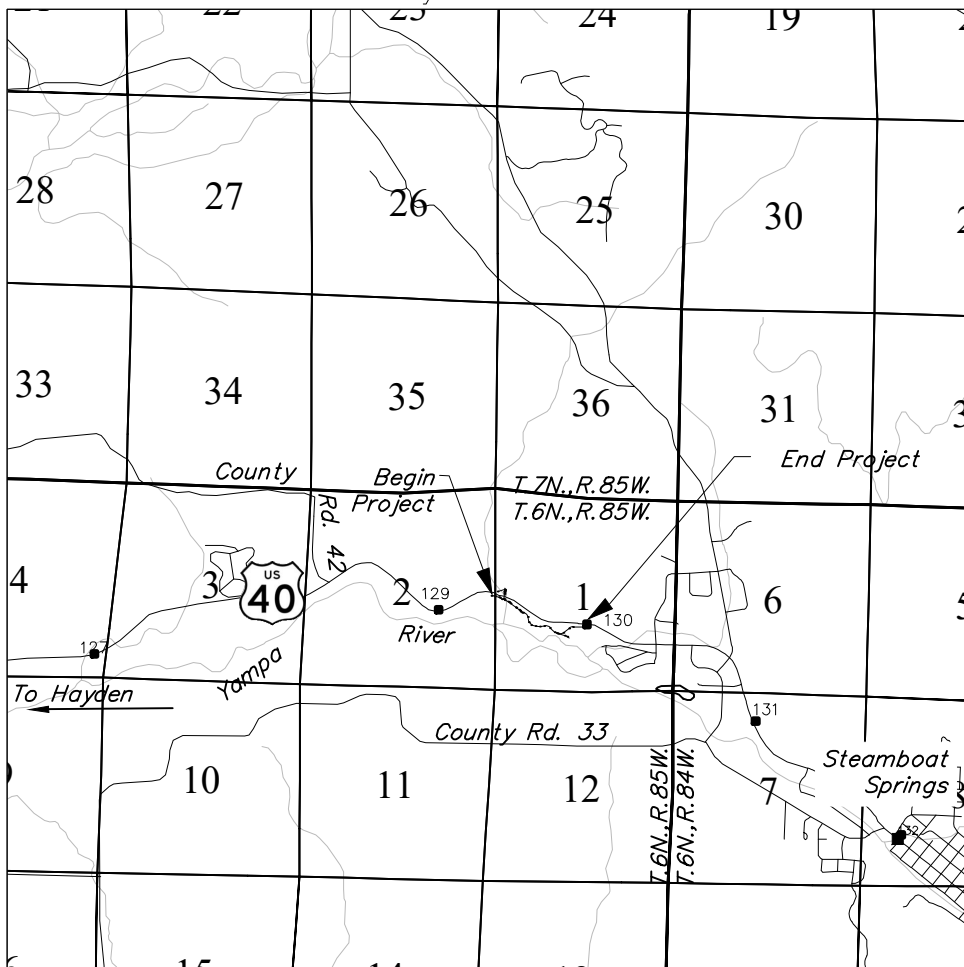 24
19
28
27
26
25
30
33
34
35
36
31
County
Rd. 42
Begin
Project
T.7N.,R.85W.
T.6N.,R.85W.
End Project
4
3
US
40
2
129
1
130
6
River
127
Yampa
To Hayden
131
County Rd. 33
T.6N.,R.85W.
T.6N.,R.84W.
Steamboat
Springs
10
11
12
7